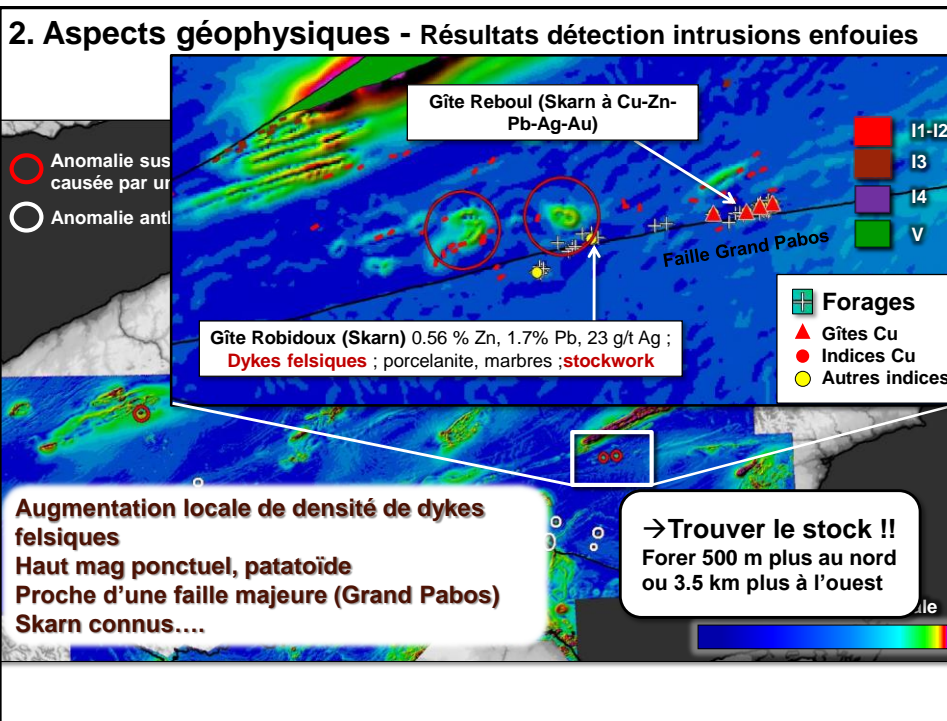 2. Aspects géophysiques - Résultats détection intrusions enfouies
Gîte Reboul (Skarn à Cu-Zn-
Pb-Ag-Au)
I1-I2
I3
I4
V
Anomalie sus
causée par un
Anomalie anth
Faille Grand Pabos
Forages
Gîtes Cu
Indices Cu
Autres indices
Gîte Robidoux (Skarn) 0.56 % Zn, 1.7% Pb, 23 g/t Ag ;
Dykes felsiques ; porcelanite, marbres ;stockwork
Augmentation locale de densité de dykes
felsiques
Haut mag ponctuel, patatoïde
Proche d’une faille majeure (Grand Pabos)
Skarn connus….
→Trouver le stock !!
Forer 500 m plus au nord
ou 3.5 km plus à l’ouest